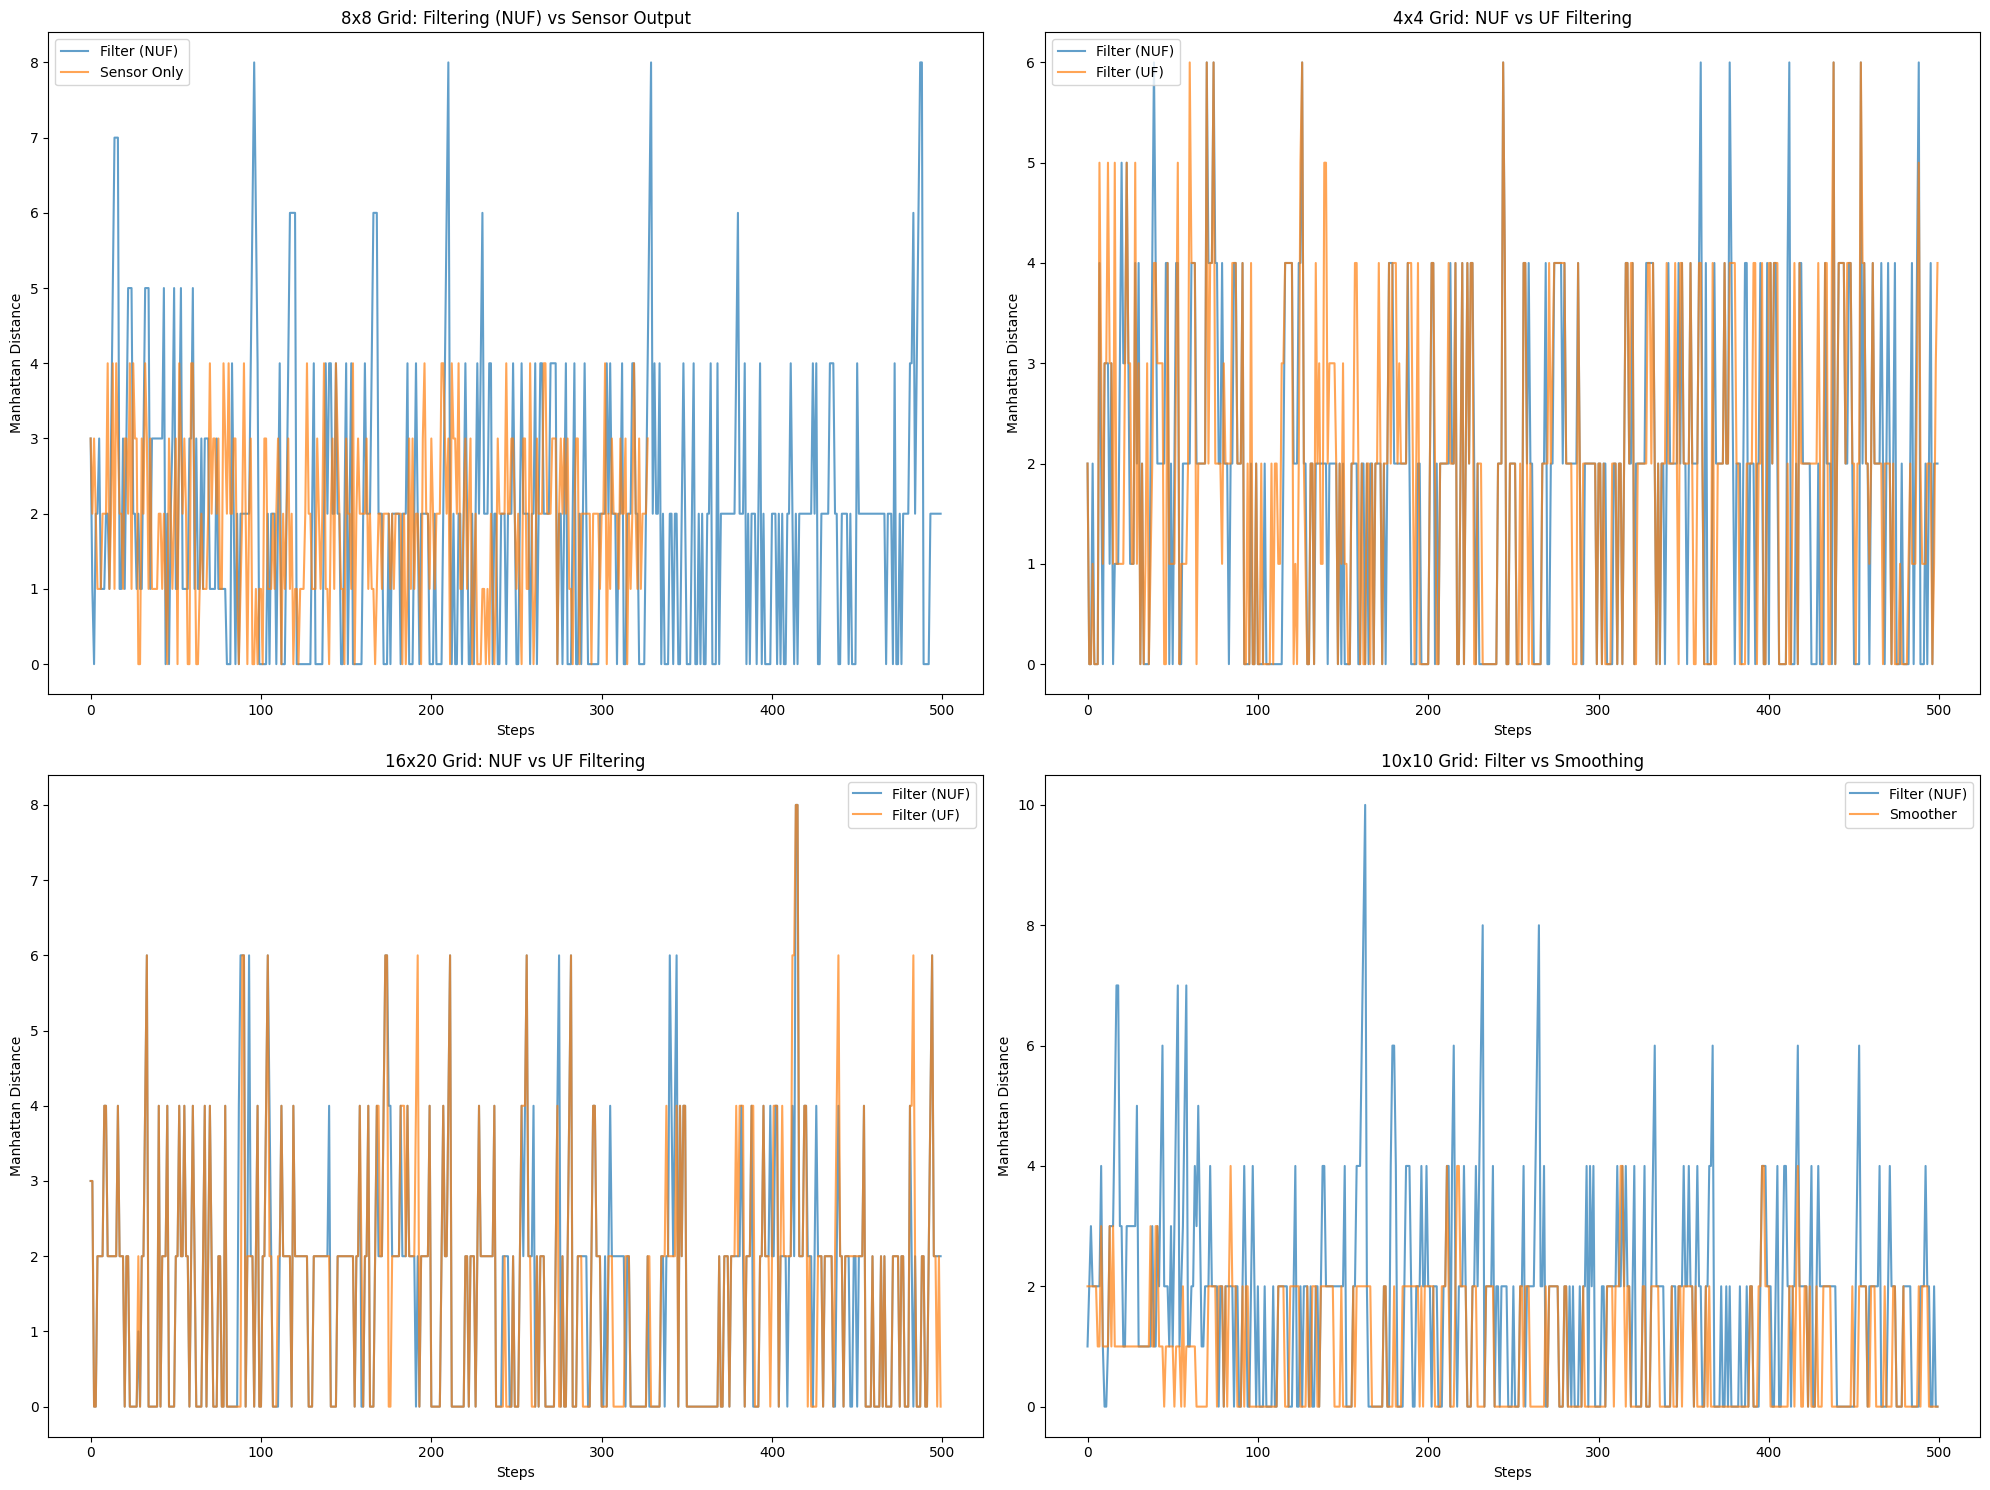 8x8 Grid: Filtering (NUF) vs Sensor Output
Filter (NUF)
Sensor Only
Manhattan Distance
8
7
6
5
4
3
2
1
0
0 100 200 300 400 500
Steps
4x4 Grid: NUF vs UF Filtering
Filter (NUF)
Filter (UF)
Manhattan Distance
6
5
4
3
2
1
0
0 100 200 300 400 500
Steps
16x20 Grid: NUF vs UF Filtering
Filter (NUF)
Filter (UF)
Manhattan Distance
8
7
6
5
4
3
2
1
0
0 100 200 300 400 500
Steps
10x10 Grid: Filter vs Smoothing
Filter (NUF)
Smoother
Manhattan Distance
10
8
6
4
2
0
0 100 200 300 400 500
Steps